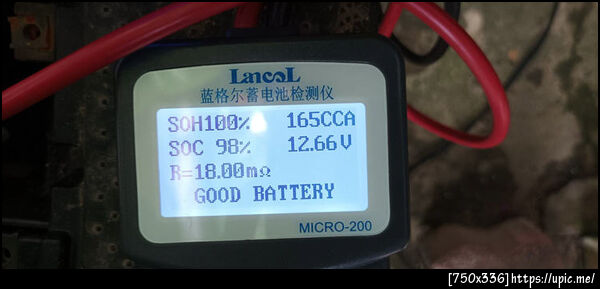 LancoL
蓝格尔蓄电池检测仪
SOH100% 165CCA
SOC 98% 12.66V
R=18.00mΩ
GOOD BATTERY
MICRO-200
[750x336]https://upic.me/